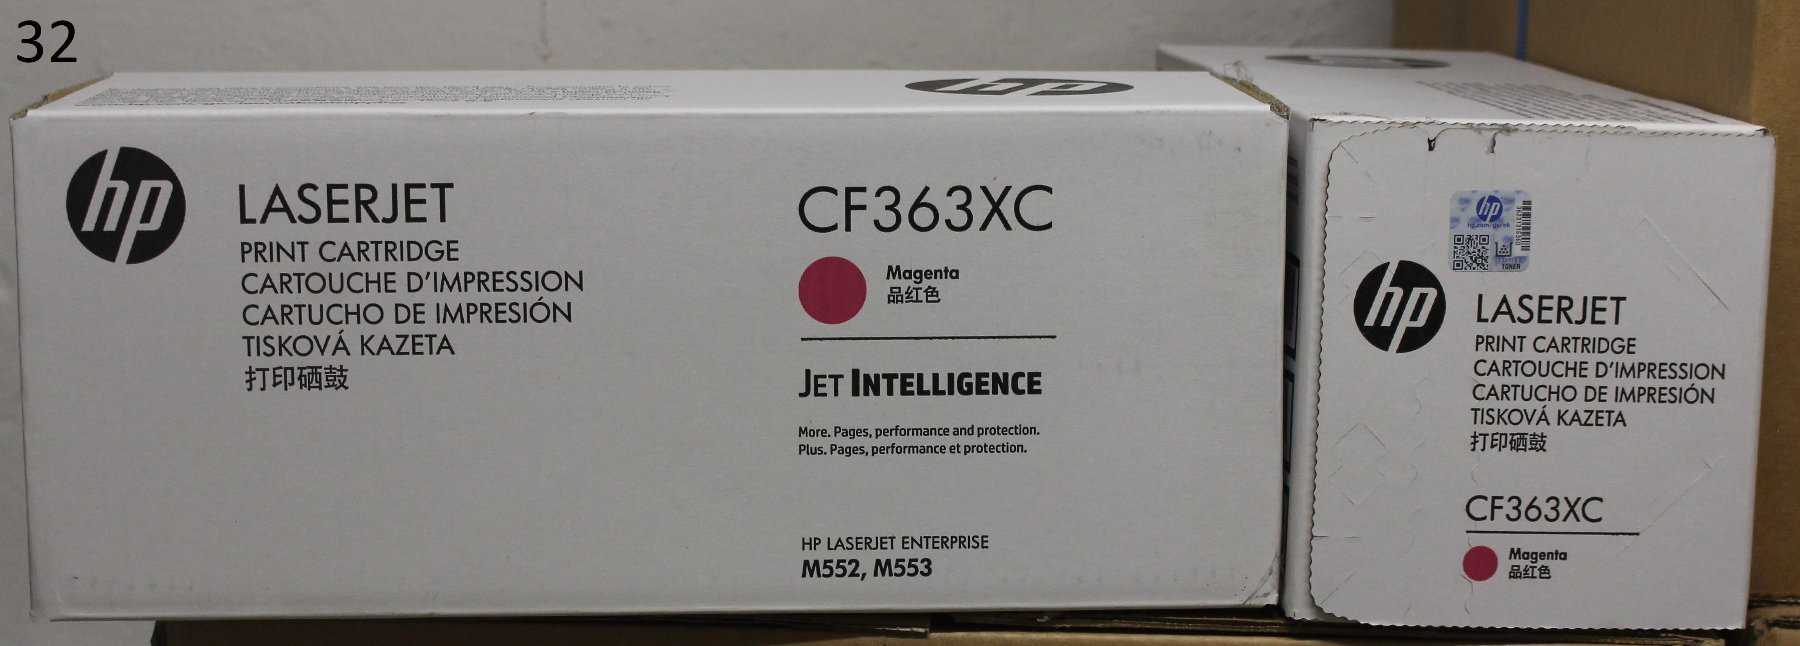 32
hp
LASERJET
PRINT CARTRIDGE
CARTOUCHE D'IMPRESSION
CARTUCHO DE IMPRESIÓN
TISKOVÁ KAZETA
打印硒鼓
CF363XC
Magenta
品红色
JET INTELLIGENCE
More. Pages, performance and protection.
Plus. Pages, performance et protection.
HP LASERJET ENTERPRISE
M552, M553
hp
TONER
hp
LASERJET
PRINT CARTRIDGE
CARTOUCHE D'IMPRESSION
CARTUCHO DE IMPRESIÓN
TISKOVÁ KAZETA
打印硒鼓
CF363XC
Magenta
品红色